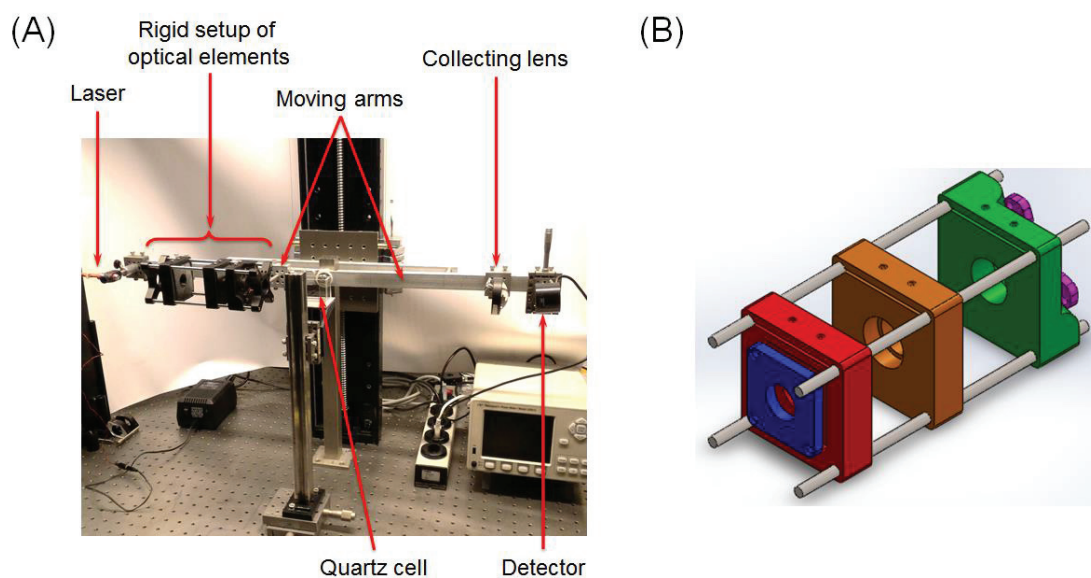 (A)
Rigid setup of
optical elements
Laser
Moving arms
Collecting lens
Quartz cell
Detector
(B)